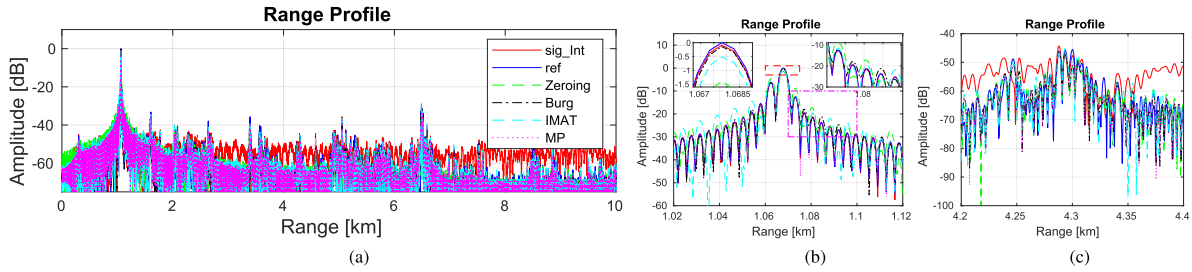 Range Profile
Amplitude [dB]
0
-20
-40
-60
sig_Int
ref
Zeroing
Burg
IMAT
MP
0 2 4 6 8 10
Range [km]
(a)
Range Profile
Amplitude [dB]
10
0
-10
-20
-30
-40
-50
-60
0
-0.5
-1
-1.5
1.067 1.0685
-10
-20
-30
1.08
1.02 1.04 1.06 1.08 1.1 1.12
Range [km]
(b)
Range Profile
Amplitude [dB]
-40
-60
-80
-100
4.2 4.25 4.3 4.35 4.4
Range [km]
(c)